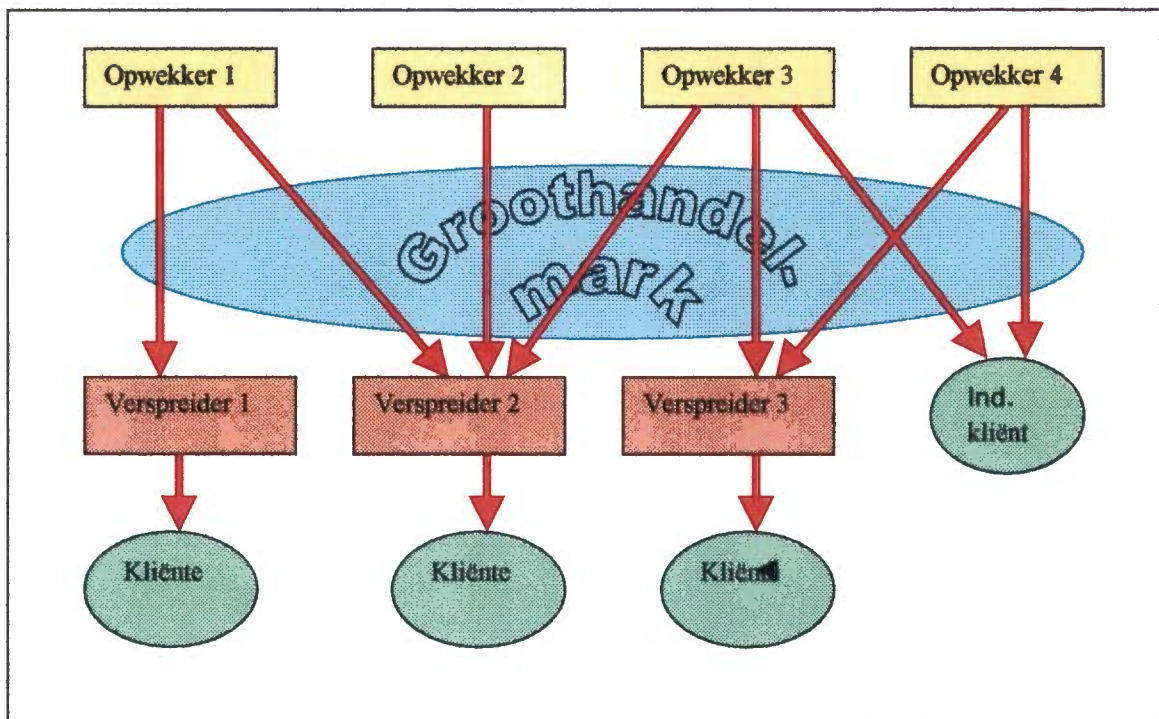 Opwekker 1
Opwekker 2
Opwekker 3
Opwekker 4
Groothandel-
mark
Verspreider 1
Verspreider 2
Verspreider 3
Ind.
kliënt
Kliënte
Kliënte